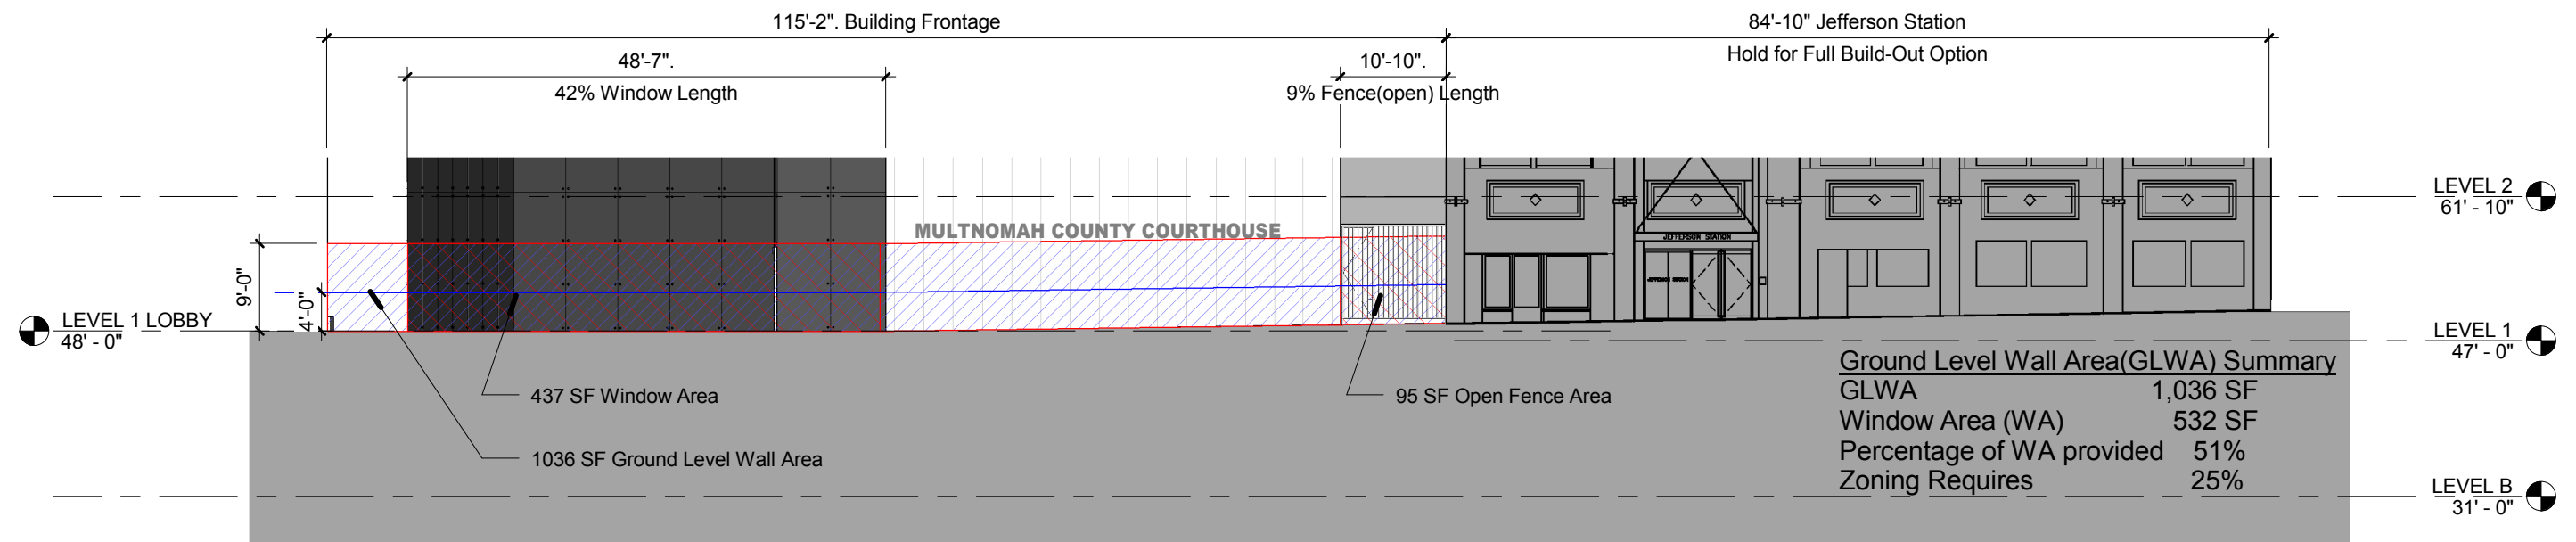 115'-2". Building Frontage
84'-10" Jefferson Station
Hold for Full Build-Out Option
48'-7".
42% Window Length
10'-10".
9% Fence(open) Length
LEVEL 2
61' - 10"
MULTNOMAH COUNTY COURTHOUSE
JEFFERSON STATION
JEFFERSON STATION
9'-0"
4'-0"
LEVEL 1 LOBBY
48' - 0"
LEVEL 1
47' - 0"
Ground Level Wall Area(GLWA) Summary
GLWA 1,036 SF
Window Area (WA) 532 SF
Percentage of WA provided 51%
Zoning Requires 25%
437 SF Window Area
95 SF Open Fence Area
1036 SF Ground Level Wall Area
LEVEL B
31' - 0"